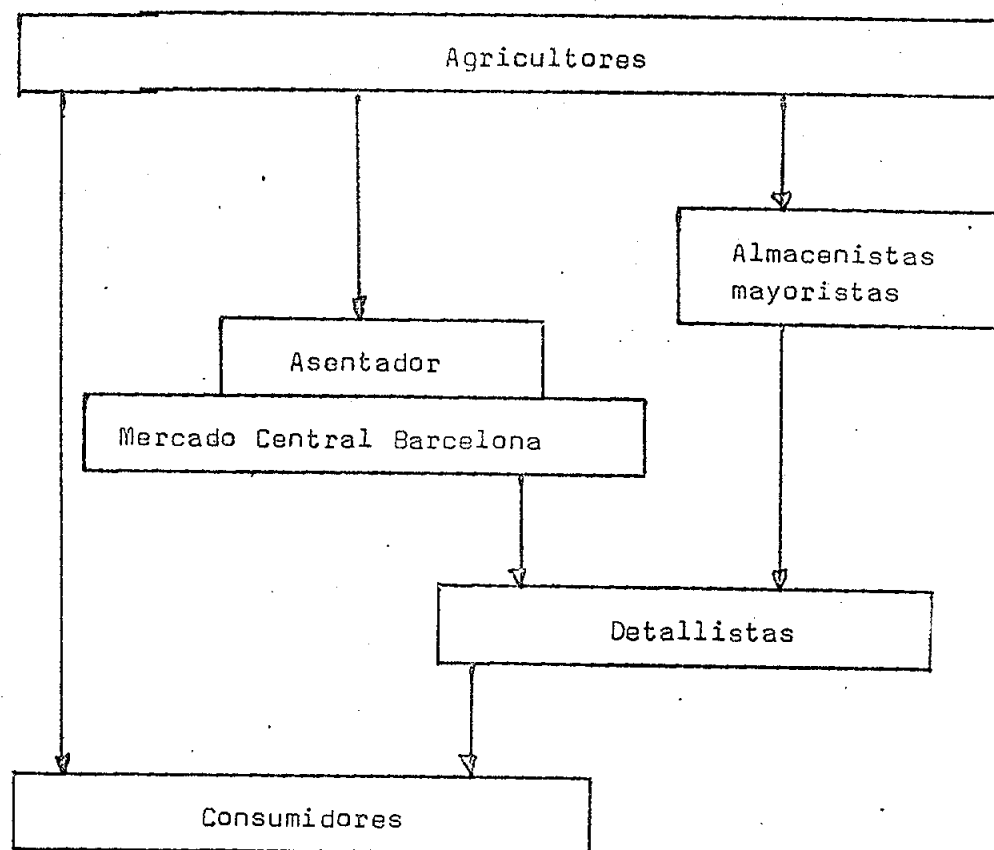 Agricultores
Almacenistas
mayoristas
Asentador
Mercado Central Barcelona
Detallistas
Consumidores